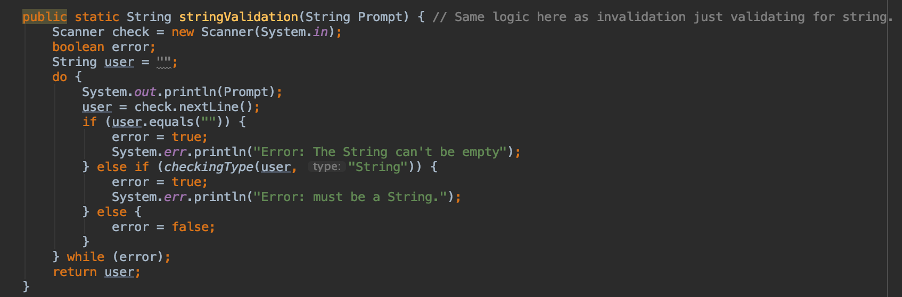 public static String stringValidation(String Prompt) { // Same logic here as invalidation just validating for string.
    Scanner check = new Scanner(System.in);
    boolean error;
    String user = "";
    do {
        System.out.println(Prompt);
        user = check.nextLine();
        if (user.equals("")) {
            error = true;
            System.err.println("Error: The String can't be empty");
        } else if (checkingType(user, type: "String")) {
            error = true;
            System.err.println("Error: must be a String.");
        } else {
            error = false;
        }
    } while (error);
    return user;
}